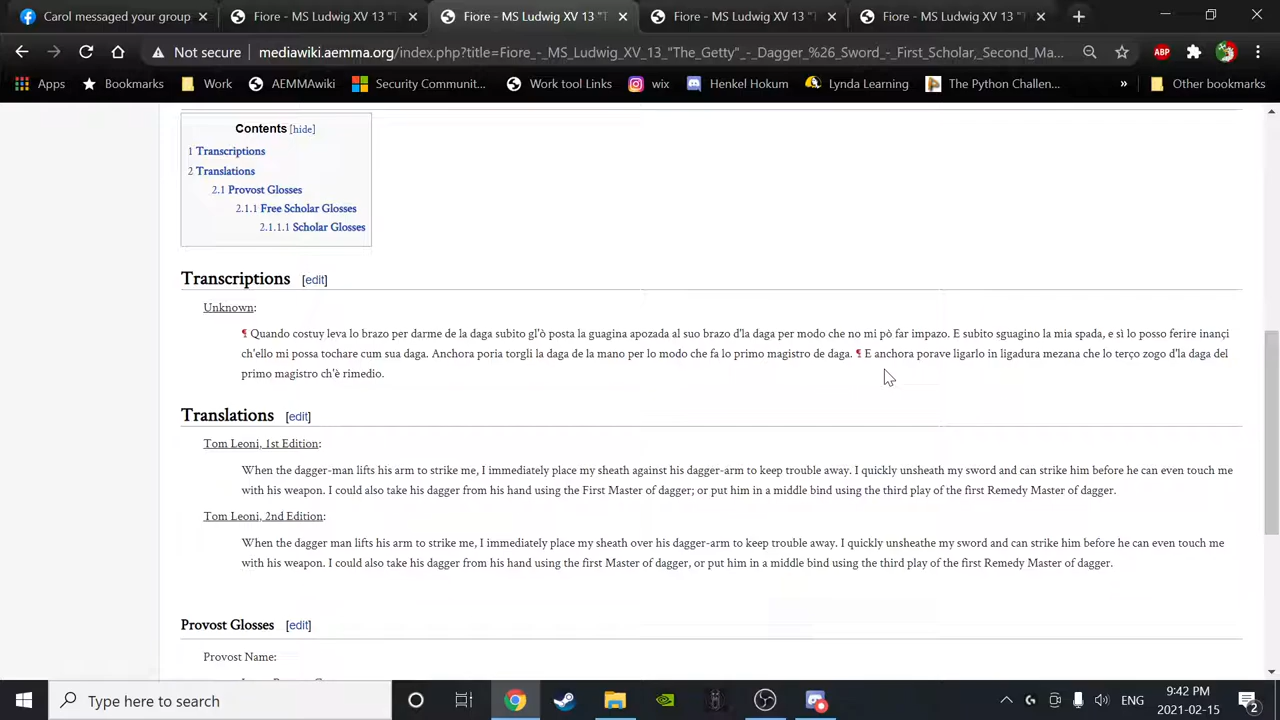 Carol messaged your group
Fiore - MS Ludwig XV 13 "T
Fiore - MS Ludwig XV 13 "T
Fiore - MS Ludwig XV 13 "T
Fiore - MS Ludwig XV 13 "T
Not secure
mediawiki.aemma.org/index.php?title=Fiore_-_MS_Ludwig_XV_13_"The_Getty"_-_Dagger_%26_Sword_-_First_Scholar,_Second_Ma...
ABP
Apps
Bookmarks
Work
AEMMAwiki
Security Communit...
Work tool Links
wix
Henkel Hokum
Lynda Learning
The Python Challen...
»
Other bookmarks
Contents [hide]
1 Transcriptions
2 Translations
2.1 Provost Glosses
2.1.1 Free Scholar Glosses
2.1.1.1 Scholar Glosses
Transcriptions [edit]
Unknown:
¶ Quando costuy leva lo brazo per darme de la daga subito gl'ò posta la guagina apozada al suo brazo d'la daga per modo che no mi pò far impazo. E subito sguagino la mia spada, e sì lo posso ferire inançi
ch'ello mi possa tochare cum sua daga. Anchora poria torgli la daga de la mano per lo modo che fa lo primo magistro de daga. ¶ E anchora porave ligarlo in ligadura mezana che lo terço zogo d'la daga del
primo magistro ch'è rimedio.
Translations [edit]
Tom Leoni, 1st Edition:
When the dagger-man lifts his arm to strike me, I immediately place my sheath against his dagger-arm to keep trouble away. I quickly unsheath my sword and can strike him before he can even touch me
with his weapon. I could also take his dagger from his hand using the First Master of dagger; or put him in a middle bind using the third play of the first Remedy Master of dagger.
Tom Leoni, 2nd Edition:
When the dagger man lifts his arm to strike me, I immediately place my sheath over his dagger-arm to keep trouble away. I quickly unsheathe my sword and can strike him before he can even touch me
with his weapon. I could also take his dagger from his hand using the first Master of dagger, or put him in a middle bind using the third play of the first Remedy Master of dagger.
Provost Glosses [edit]
Provost Name:
Type here to search
ENG
9:42 PM
2021-02-15
2